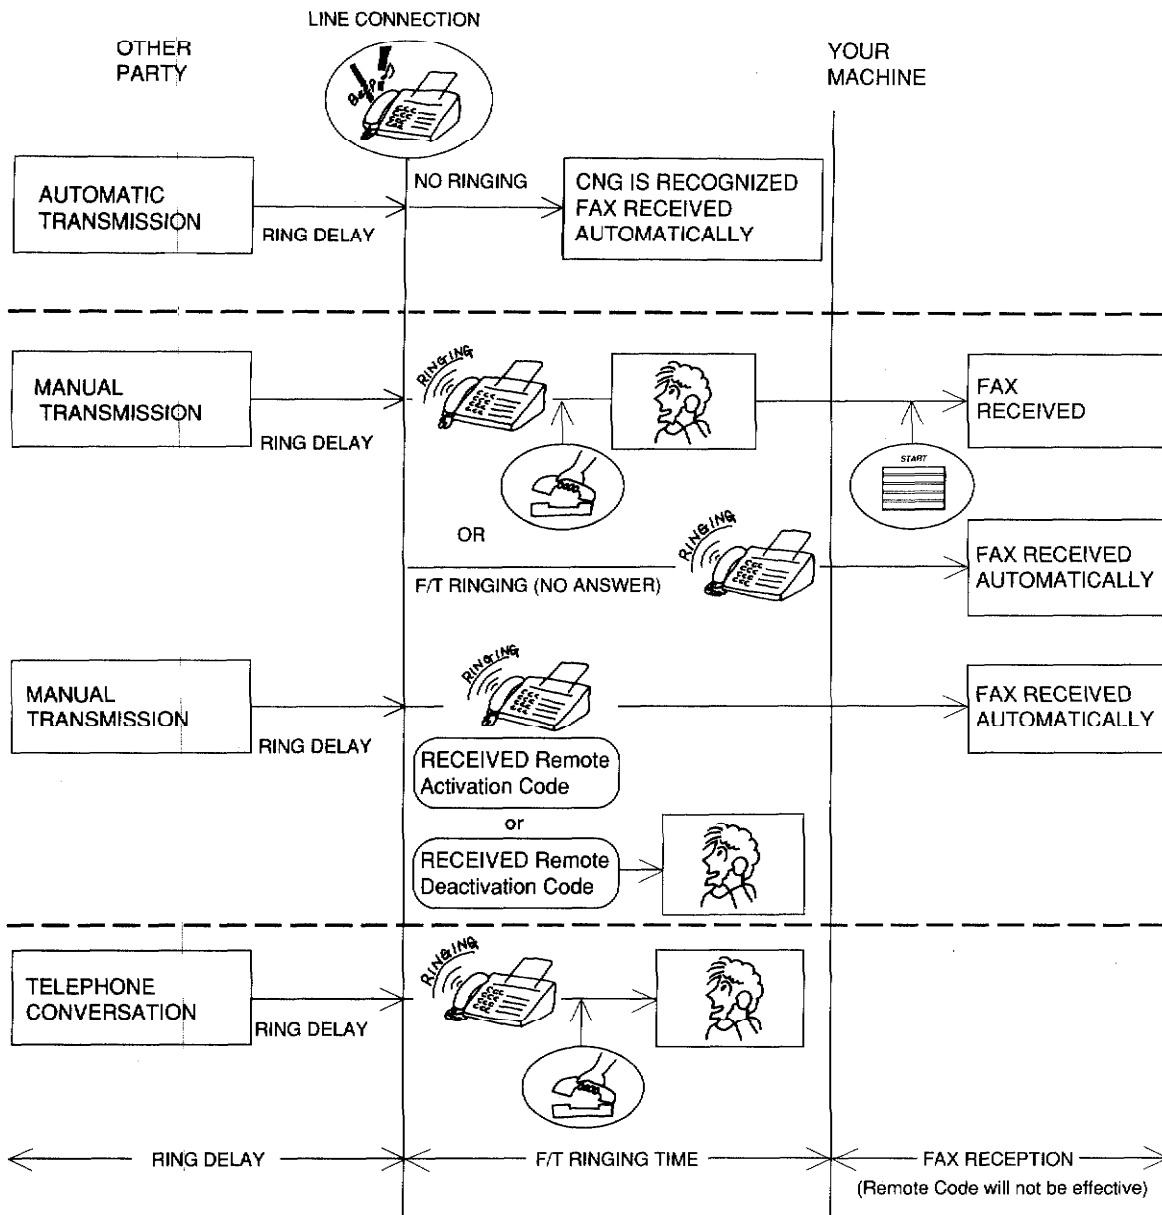 LINE CONNECTION
OTHER
PARTY
YOUR
MACHINE
Beep
AUTOMATIC
TRANSMISSION
RING DELAY
NO RINGING
CNG IS RECOGNIZED
FAX RECEIVED
AUTOMATICALLY
MANUAL
TRANSMISSION
RING DELAY
RINGING
FAX
RECEIVED
START
OR
F/T RINGING (NO ANSWER)
RINGING
FAX RECEIVED
AUTOMATICALLY
MANUAL
TRANSMISSION
RING DELAY
RINGING
FAX RECEIVED
AUTOMATICALLY
RECEIVED Remote
Activation Code
or
RECEIVED Remote
Deactivation Code
TELEPHONE
CONVERSATION
RING DELAY
RINGING
RING DELAY
F/T RINGING TIME
FAX RECEPTION
(Remote Code will not be effective)